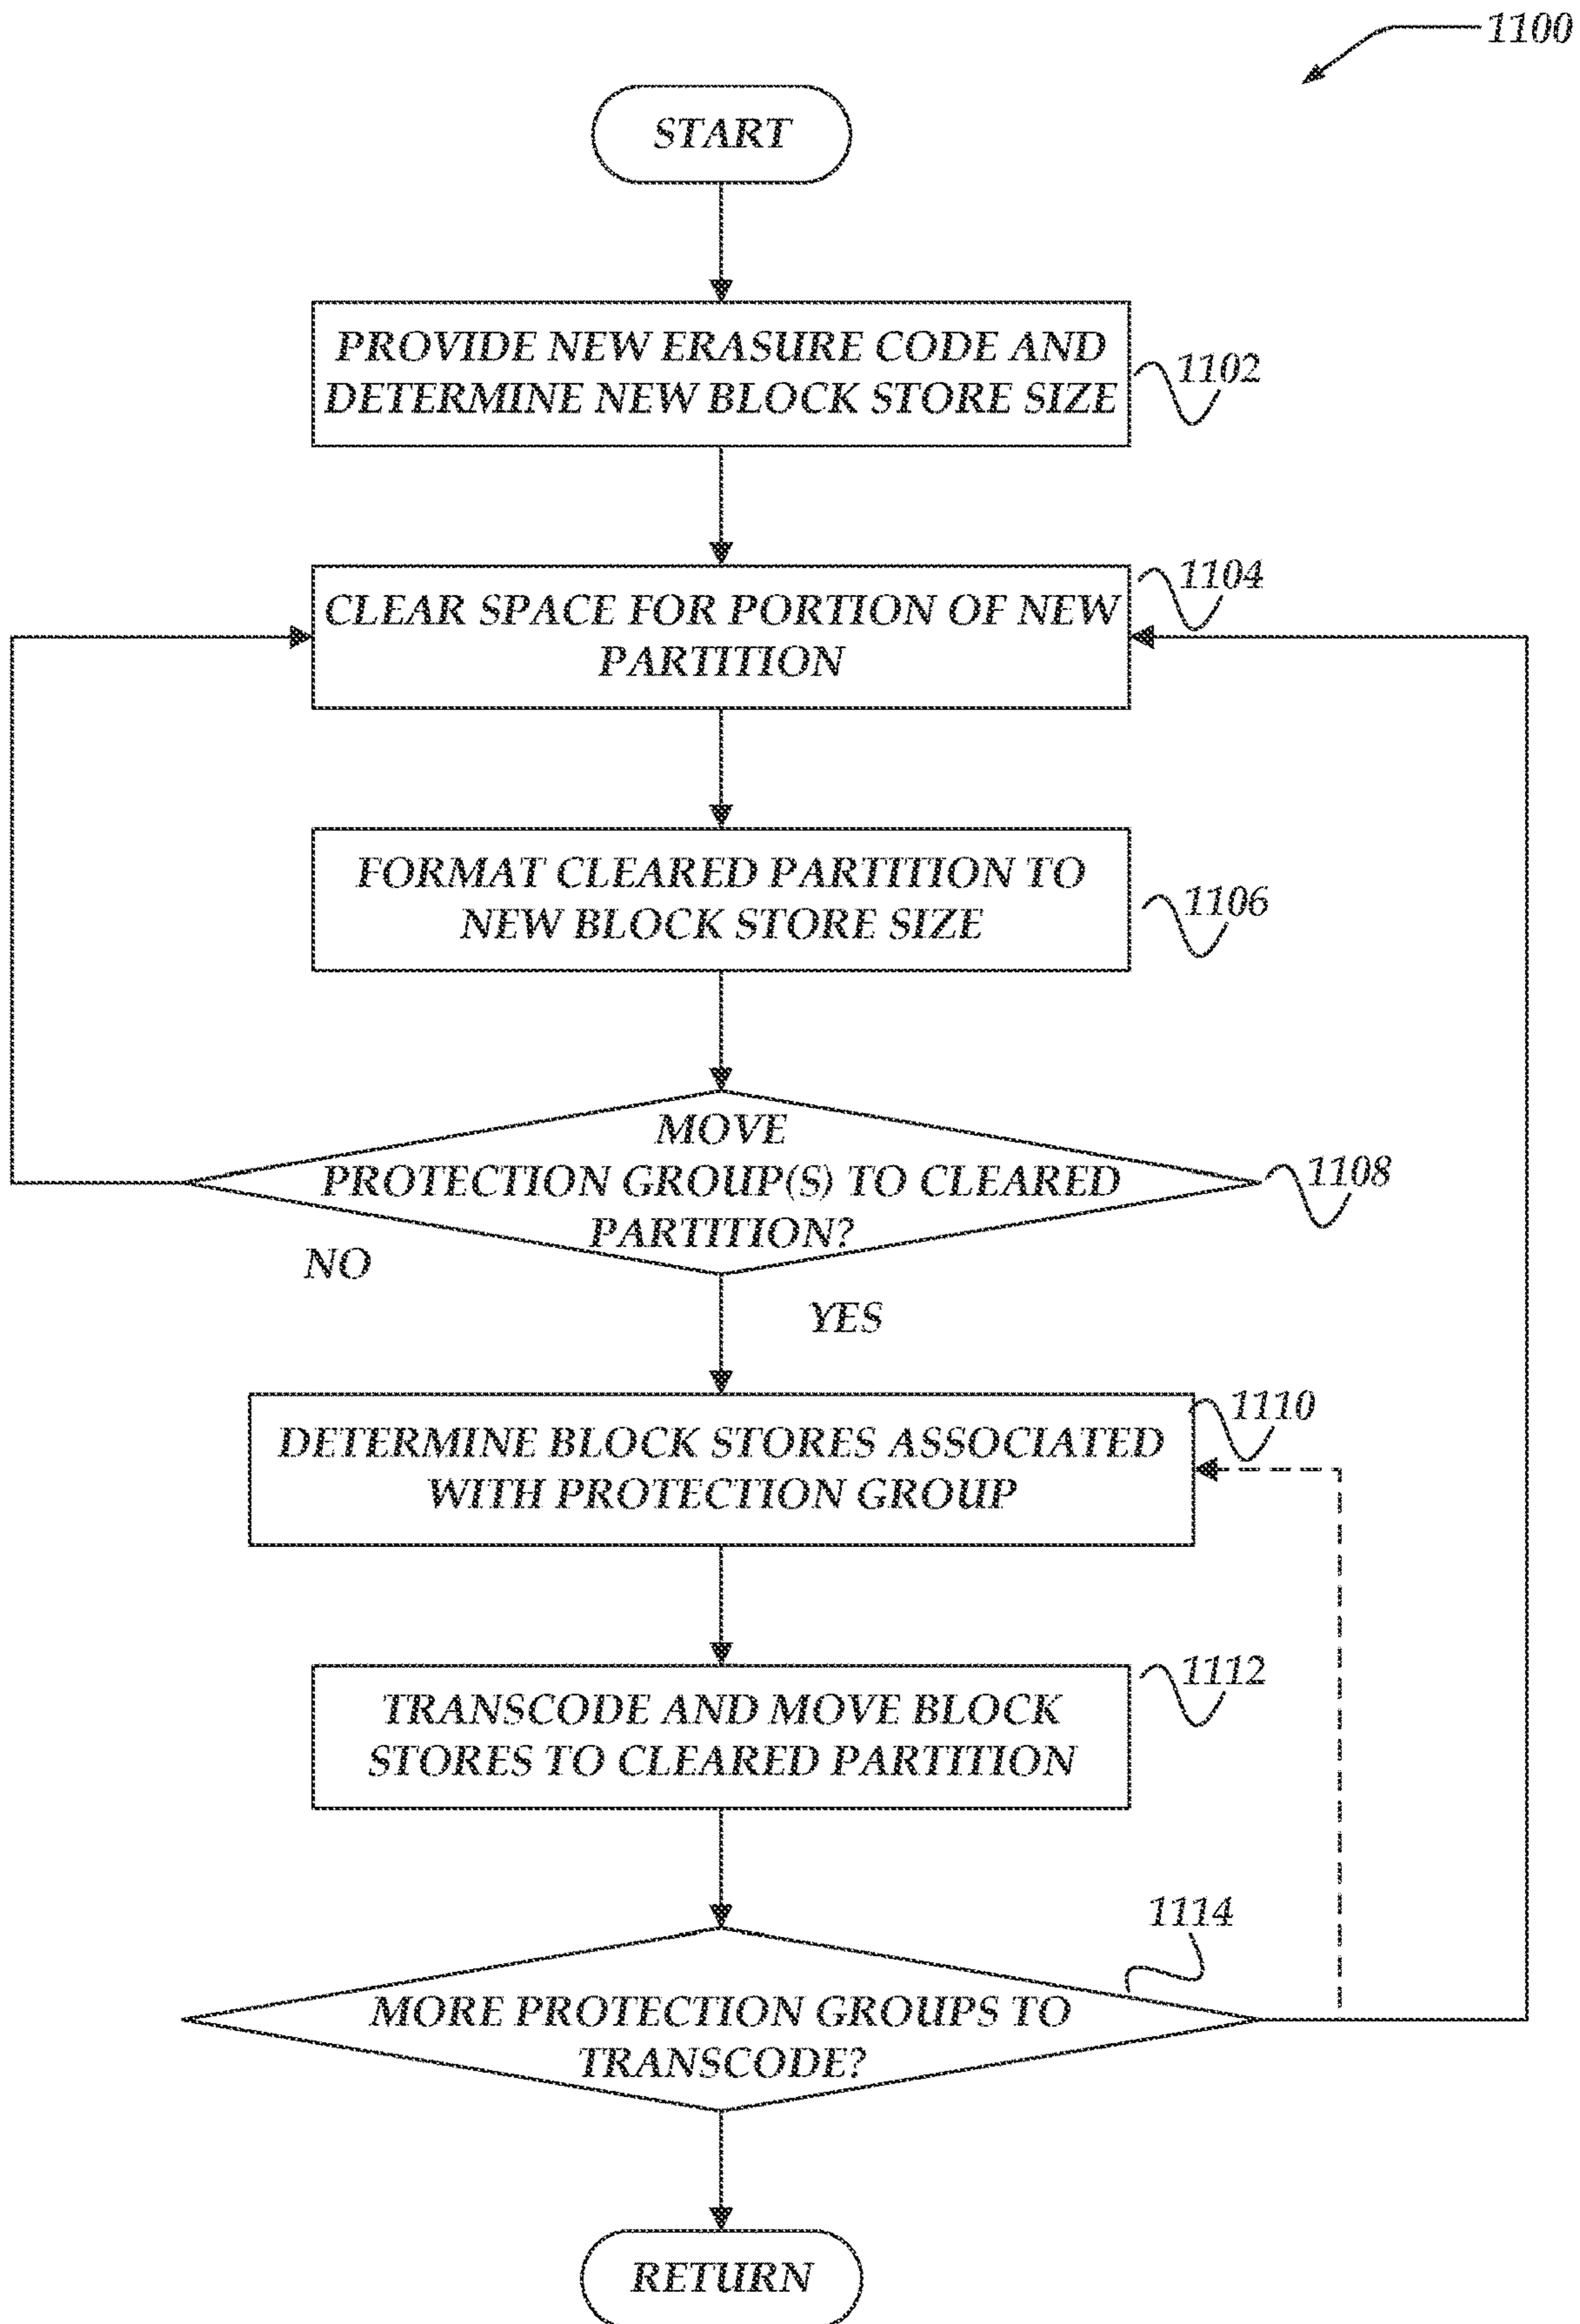 1100
START
PROVIDE NEW ERASURE CODE AND
DETERMINE NEW BLOCK STORE SIZE
1102
CLEAR SPACE FOR PORTION OF NEW
PARTITION
1104
FORMAT CLEARED PARTITION TO
NEW BLOCK STORE SIZE
1106
MOVE
PROTECTION GROUP(S) TO CLEARED
PARTITION?
1108
NO
YES
DETERMINE BLOCK STORES ASSOCIATED
WITH PROTECTION GROUP
1110
TRANSCODE AND MOVE BLOCK
STORES TO CLEARED PARTITION
1112
MORE PROTECTION GROUPS TO
TRANSCODE?
1114
RETURN